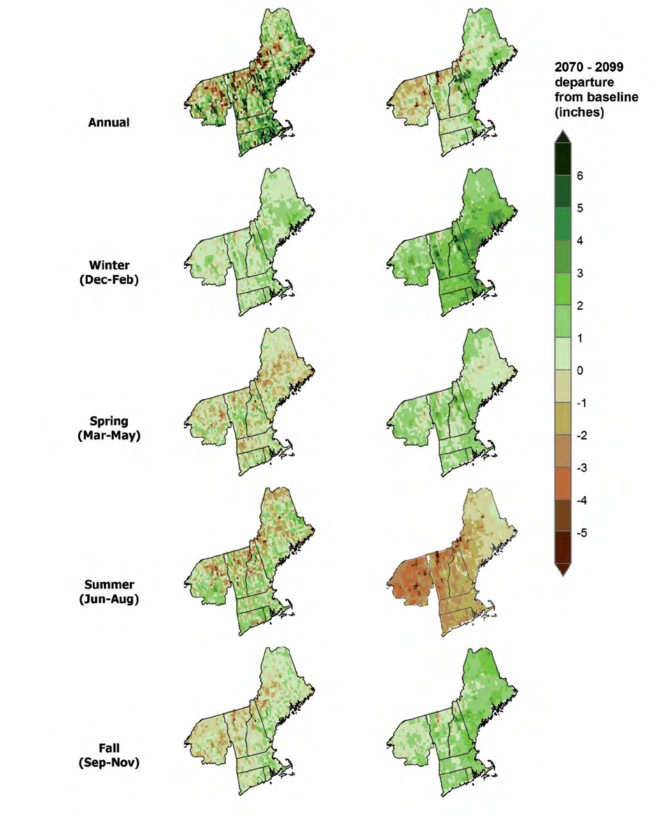 2070 - 2099
departure
from baseline
(inches)
Annual
6
5
4
3
2
1
0
-1
-2
-3
-4
-5
Winter
(Dec-Feb)
Spring
(Mar-May)
Summer
(Jun-Aug)
Fall
(Sep-Nov)